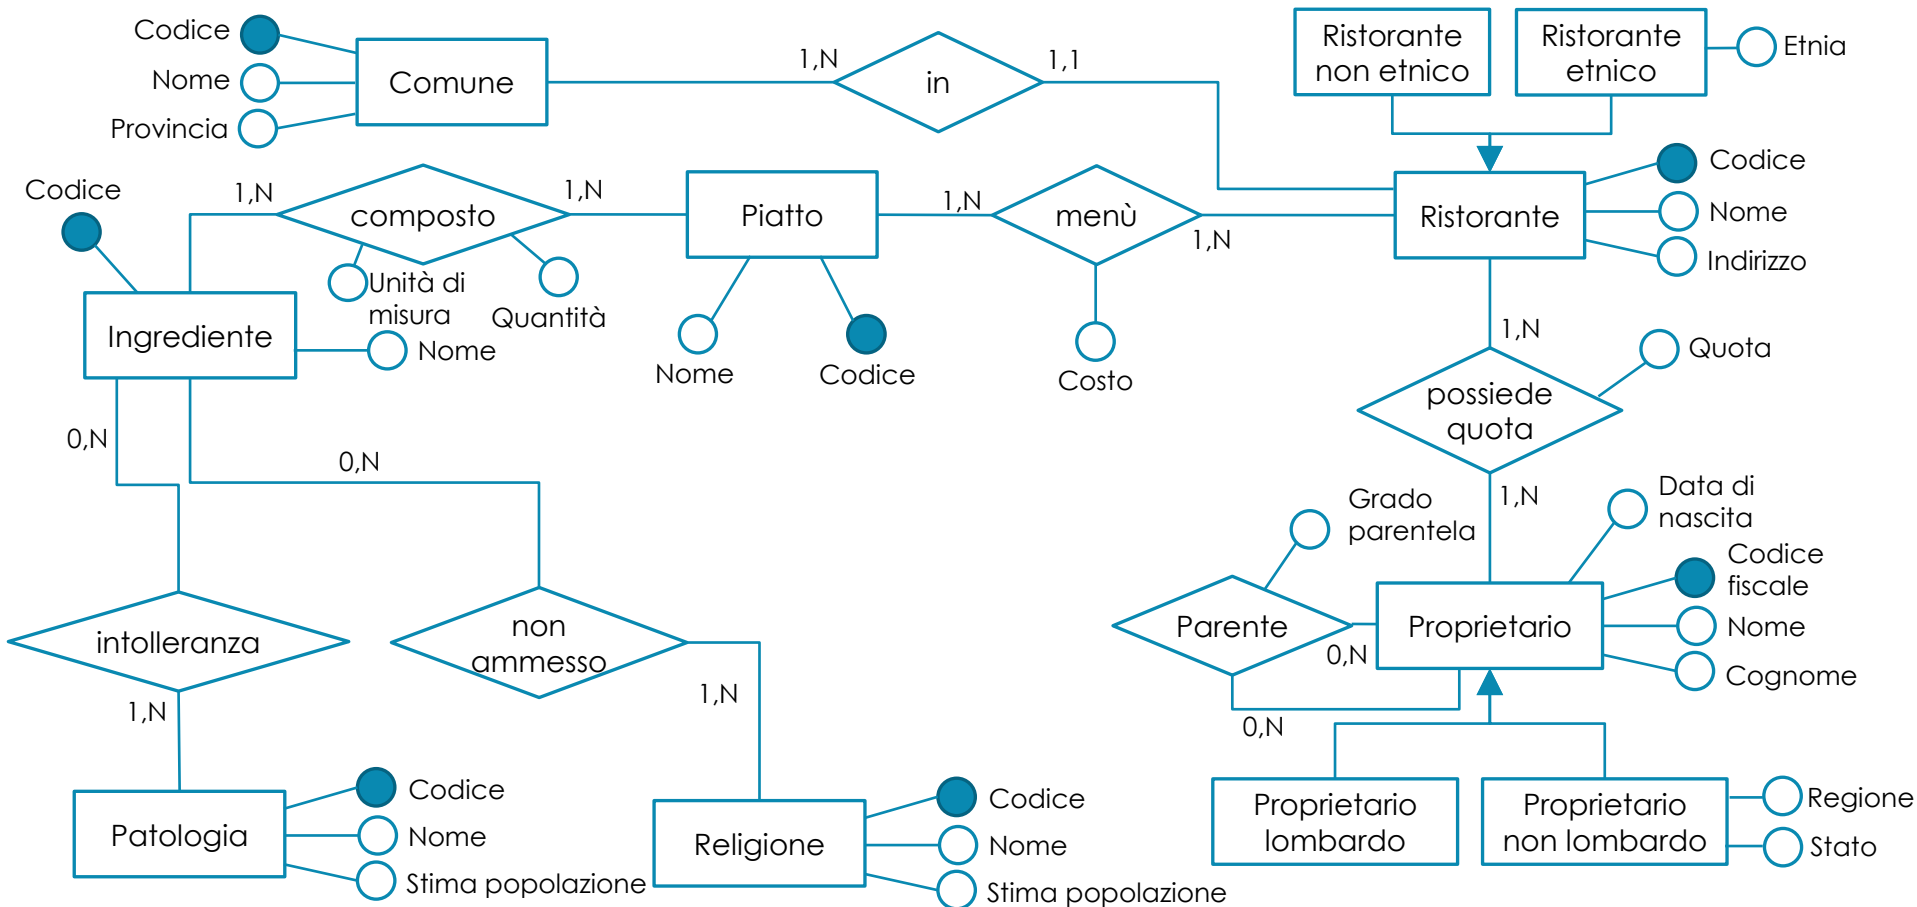 Codice
Nome
Provincia
Comune
1,N
in
1,1
Ristorante
non etnico
Ristorante
etnico
Etnia
Codice
1,N
composto
1,N
Piatto
1,N
menù
1,N
Ristorante
Codice
Nome
Indirizzo
Unità di
misura
Quantità
Ingrediente
Nome
Nome
Codice
Costo
1,N
Quota
possiede
quota
0,N
0,N
1,N
Grado
parentela
Data di
nascita
Codice
fiscale
Nome
Cognome
intolleranza
non
ammesso
Parente
0,N
Proprietario
1,N
1,N
0,N
Patologia
Codice
Nome
Stima popolazione
Religione
Codice
Nome
Stima popolazione
Proprietario
lombardo
Proprietario
non lombardo
Regione
Stato